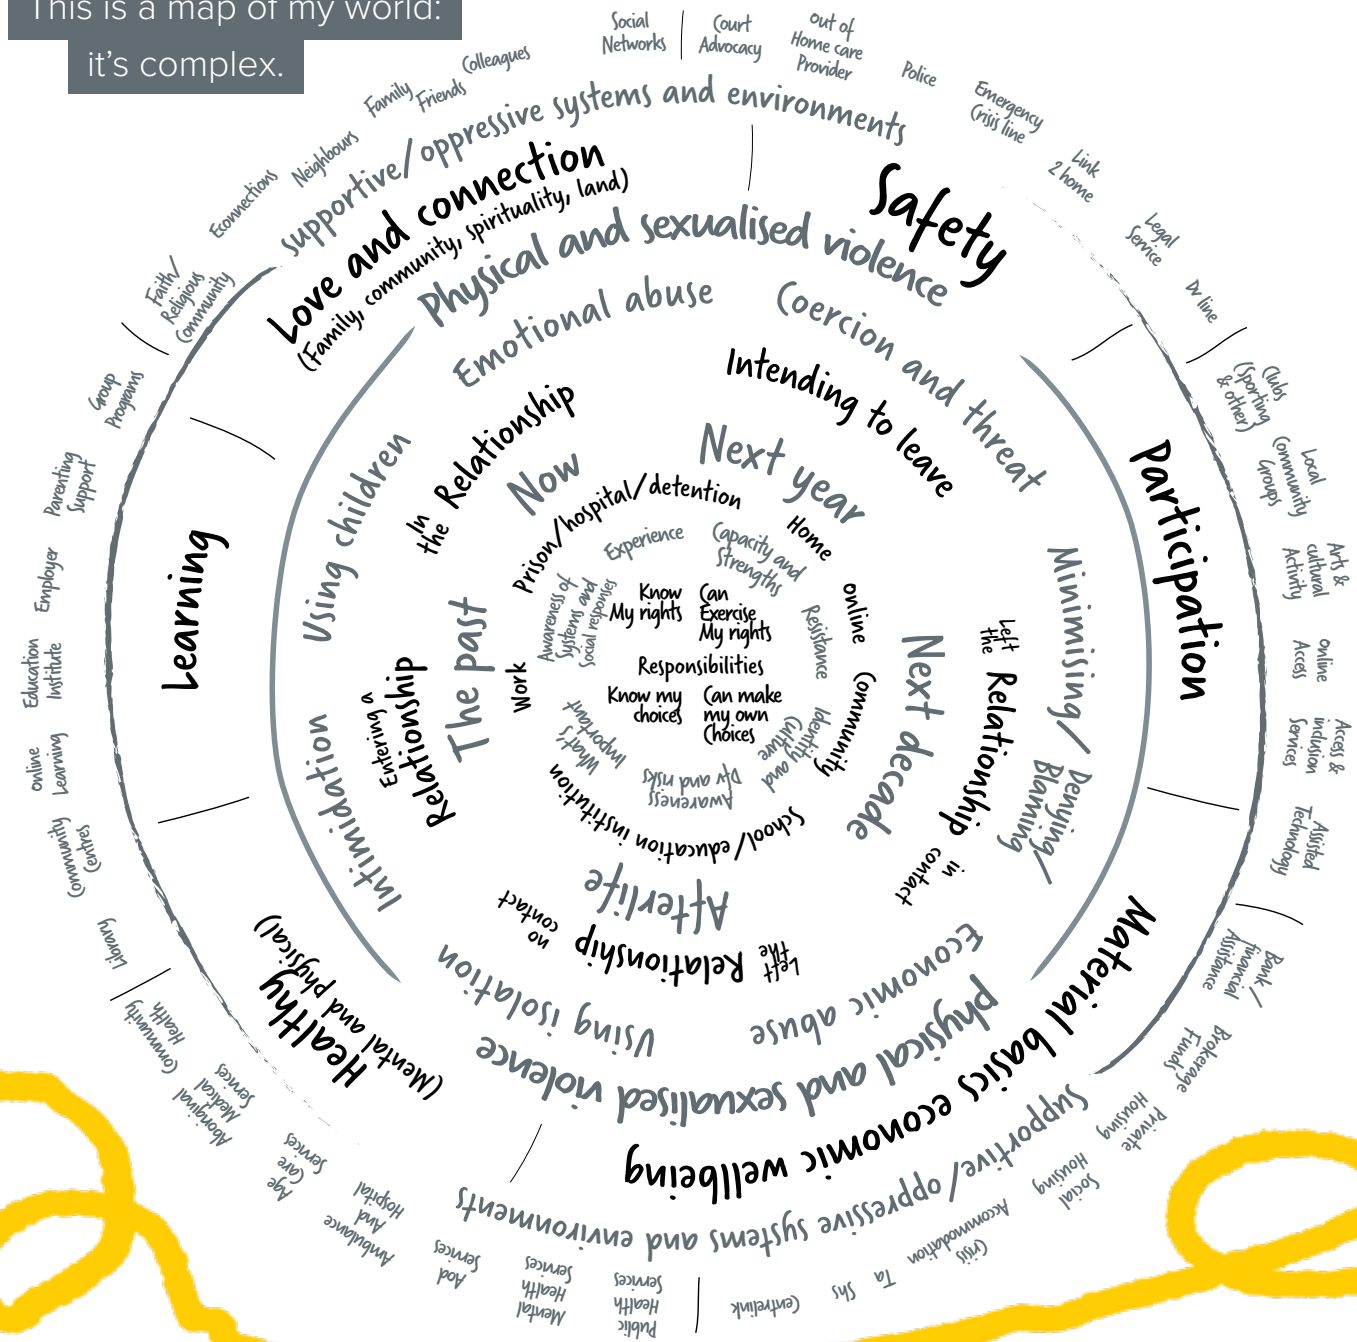 This is a map of my world:
it's complex.
Social
Networks
Court
Advocacy
Out of
Home care
Provider
Police
Emergency
Crisis line
Link
2 home
Legal
Service
Dv line
Clubs
(Sporting
& other)
Local
Community
Groups
Arts &
cultural
Activity
Online
Access
Access &
inclusion
Services
Assisted
Technology
Bank/
financial
Assistance
Brokerage
Funds
Private
Housing
Social
Housing
Crisis
Accommodation
Ta
Shs
Centrelink
Public
Health
Services
Mental
Health
Services
Aod
Services
Ambulance
And
Hospital
Age
Care
Services
Aboriginal
Medical
Services
Community
Health
Library
Community
Centres
Online
Learning
Education
Institute
Employer
Parenting
Support
Group
Programs
Faith/
Religious
Community
Econnections
Neighbours
Family
Friends
Colleagues
supportive/oppressive systems and environments
Supportive/oppressive systems and environments
Love and connection
(Family, community, spirituality, land)
Safety
Participation
Material basics economic wellbeing
Healthy
(Mental and physical)
Learning
Physical and sexualised violence
physical and sexualised violence
Emotional abuse
Coercion and threat
Minimising/
Denying/
Blaming
Economic abuse
Using isolation
Intimidation
Using children
In
the Relationship
Intending to leave
Left
the Relationship
in
contact
Left
the Relationship
no
contact
Entering a
Relationship
Now
Next year
Next decade
Afterlife
The past
Prison/hospital/detention
Home
online
Community
School/education institution
Work
Experience
Capacity and
Strengths
Resistance
Identity and
Culture
Awareness
D/v and risks
What's
Important
Awareness of
Systems and
Social responses
Know
My rights
Can
Exercise
My rights
Responsibilities
Know my
choices
Can make
my own
Choices